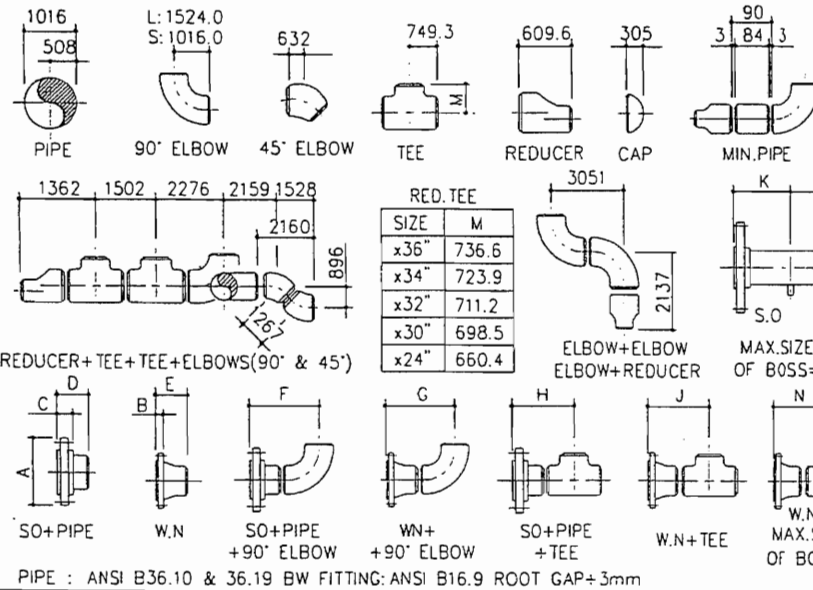 1016
508
PIPE
L: 1524.0
S: 1016.0
90° ELBOW
632
45° ELBOW
749.3
M
TEE
609.6
REDUCER
305
CAP
90
3 84 3
MIN.PIPE
1362 1502 2276 2159 1528
2160
896
1267
REDUCER+TEE+TEE+ELBOWS(90° & 45°)
RED. TEE
SIZE M
x36" 736.6
x34" 723.9
x32" 711.2
x30" 698.5
x24" 660.4
3051
2137
ELBOW+ELBOW
ELBOW+REDUCER
K
S.O
MAX.SIZE
OF BOSS=
D
C
A
SO+PIPE
E
B
W.N
F
SO+PIPE
+90° ELBOW
G
WN+
+90° ELBOW
H
SO+PIPE
+TEE
J
W.N+TEE
N
W.N
MAX.S
OF BO
PIPE : ANSI B36.10 & 36.19 BW FITTING: ANSI B16.9 ROOT GAP÷3mm